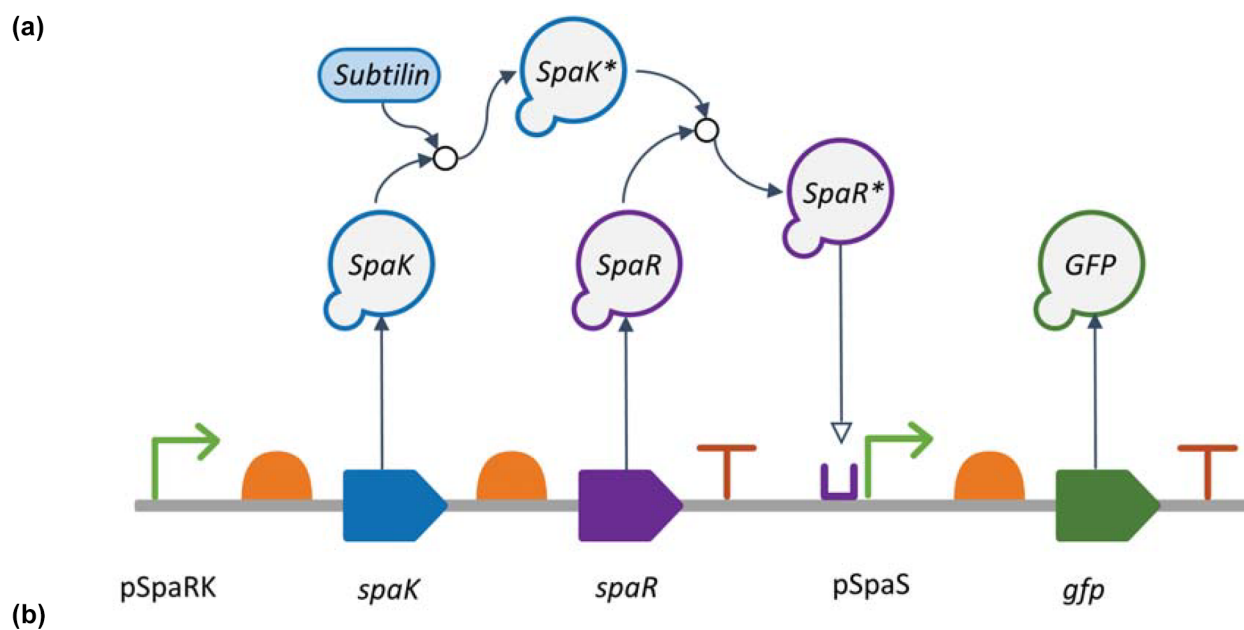 (a)
Subtilin
SpaK*
SpaR*
SpaK
SpaR
GFP
pSpaRK
spaK
spaR
pSpaS
gfp
(b)